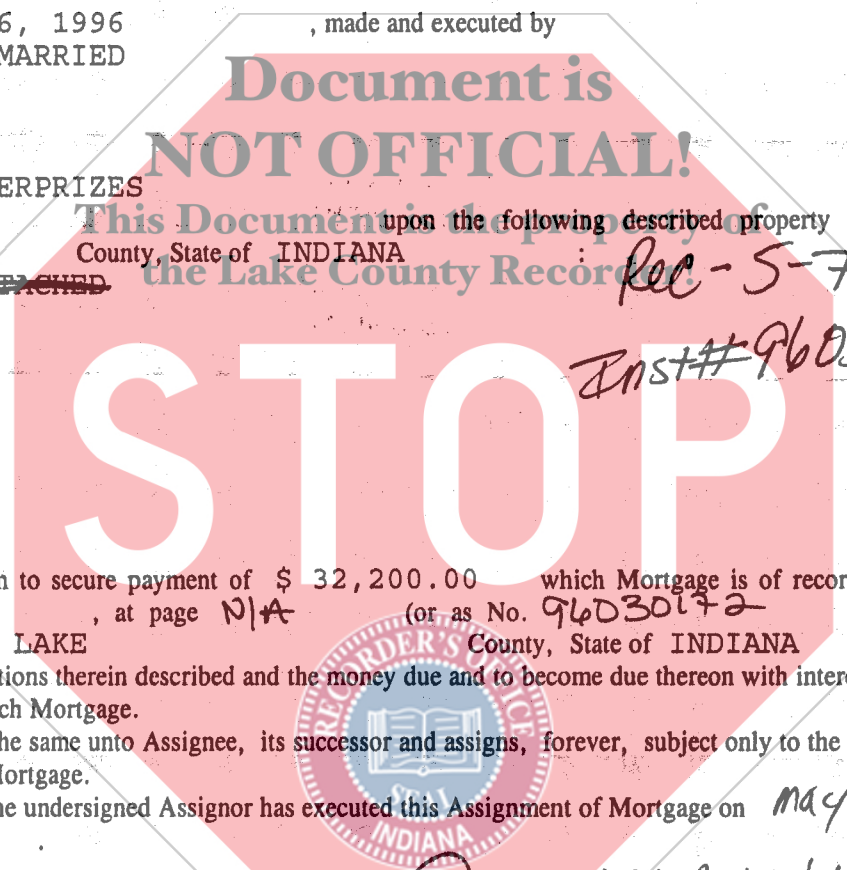 6, 1996 , made and executed by
MARRIED
Document is
NOT OFFICIAL!
ERPRIZES
This Document is the property of
upon the following described property
County, State of INDIANA :
the Lake County Recorder!
Rec-5-7
TACHED
Inst# 9603
STOP
to secure payment of $ 32,200.00 which Mortgage is of recor
, at page N/A (or as No. 96030172
LAKE County, State of INDIANA
tions therein described and the money due and to become due thereon with intere
ch Mortgage.
he same unto Assignee, its successor and assigns, forever, subject only to the
Mortgage.
he undersigned Assignor has executed this Assignment of Mortgage on may
RECORDER'S OFFICE
SEAL
INDIANA